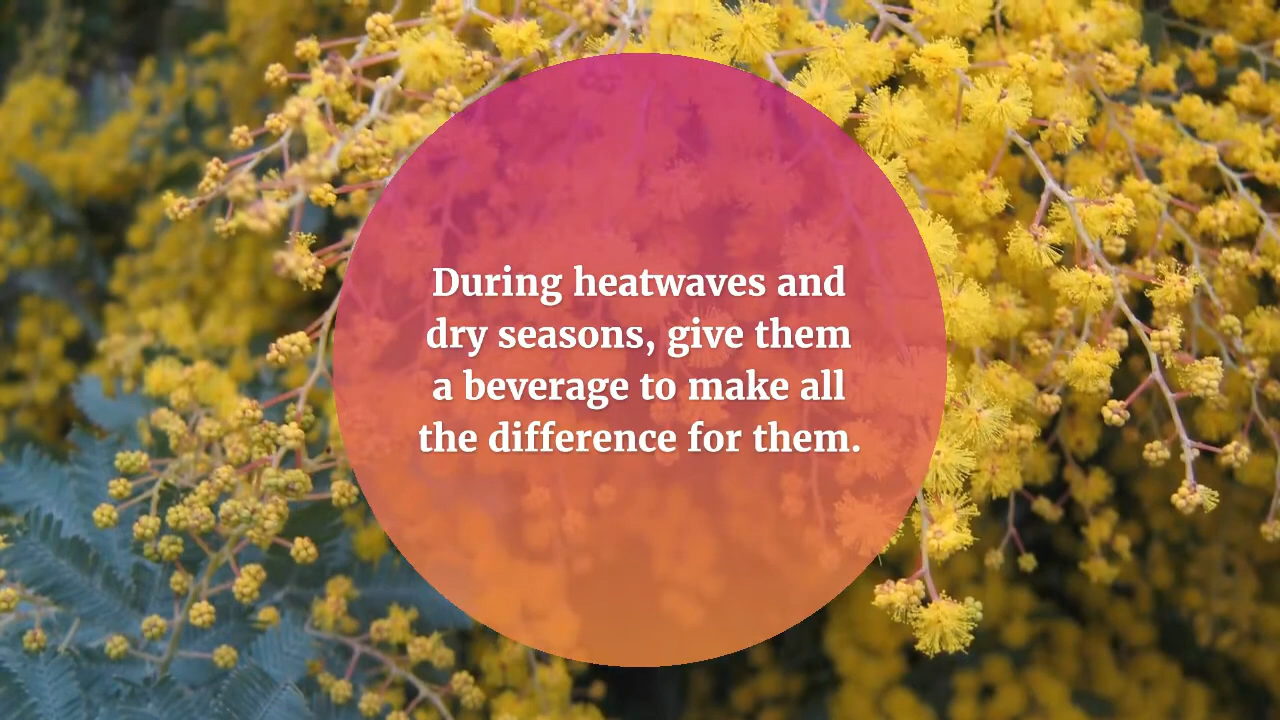 During heatwaves and
dry seasons, give them
a beverage to make all
the difference for them.